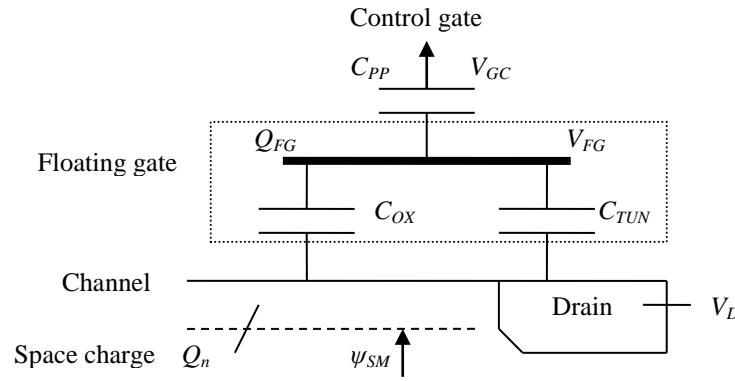 Control gate
C_PP V_GC
Q_FG V_FG
Floating gate
C_OX C_TUN
Channel
Drain
V_D
Space charge Q_n ψ_SM